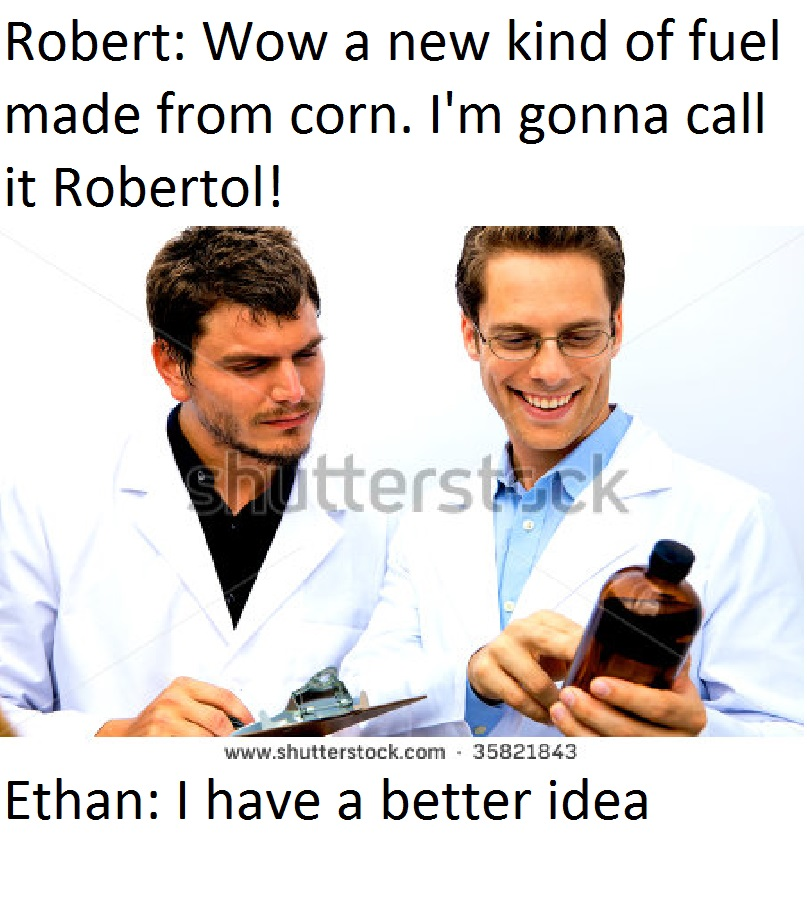 Robert: Wow a new kind of fuel
made from corn. I'm gonna call
it Robertol!
shutterstock
www.shutterstock.com · 35821843
Ethan: I have a better idea